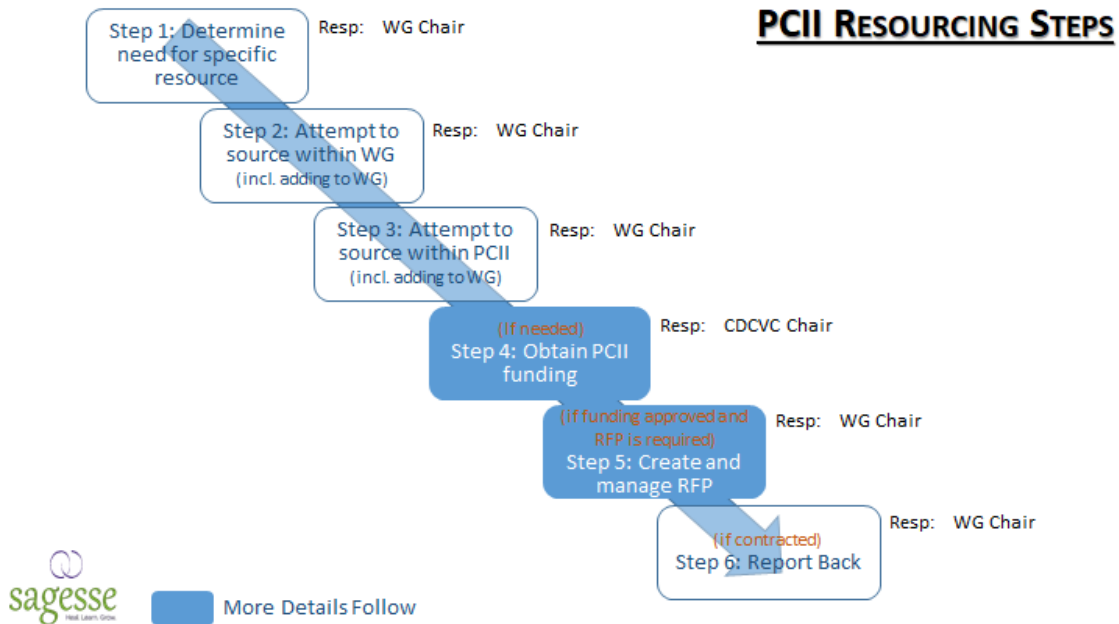 PCII RESOURCING STEPS
Step 1: Determine
need for specific
resource
Resp: WG Chair
Step 2: Attempt to
source within WG
(incl. adding to WG)
Resp: WG Chair
Step 3: Attempt to
source within PCII
(incl. adding to WG)
Resp: WG Chair
(If needed)
Step 4: Obtain PCII
funding
Resp: CDCVC Chair
(if funding approved and
RFP is required)
Step 5: Create and
manage RFP
Resp: WG Chair
(if contracted)
Step 6: Report Back
Resp: WG Chair
sagesse
Heal. Learn. Grow.
More Details Follow